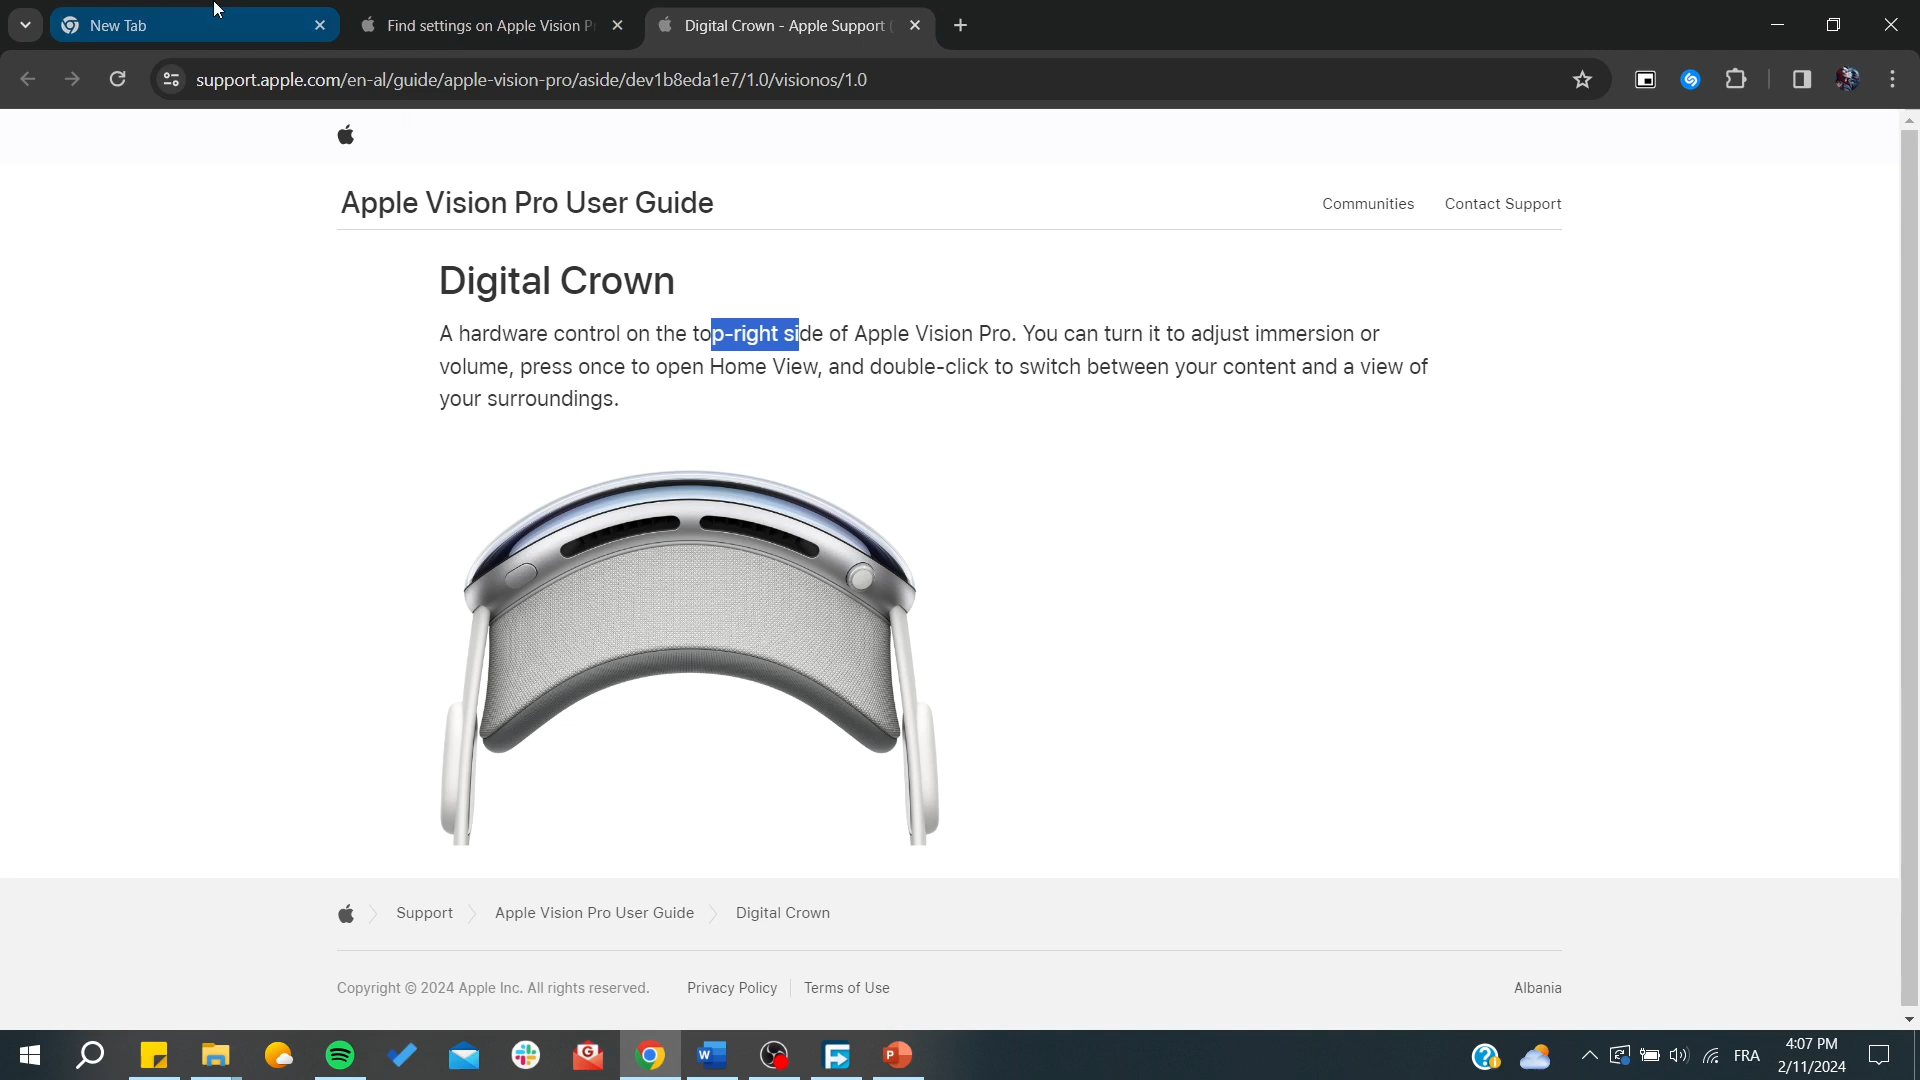 New Tab
Find settings on Apple Vision P
Digital Crown - Apple Support
support.apple.com/en-al/guide/apple-vision-pro/aside/dev1b8eda1e7/1.0/visionos/1.0
Apple Vision Pro User Guide
Communities
Contact Support
Digital Crown
A hardware control on the top-right side of Apple Vision Pro. You can turn it to adjust immersion or
volume, press once to open Home View, and double-click to switch between your content and a view of
your surroundings.
Support
Apple Vision Pro User Guide
Digital Crown
Copyright © 2024 Apple Inc. All rights reserved.
Privacy Policy
Terms of Use
Albania
FRA
4:07 PM
2/11/2024